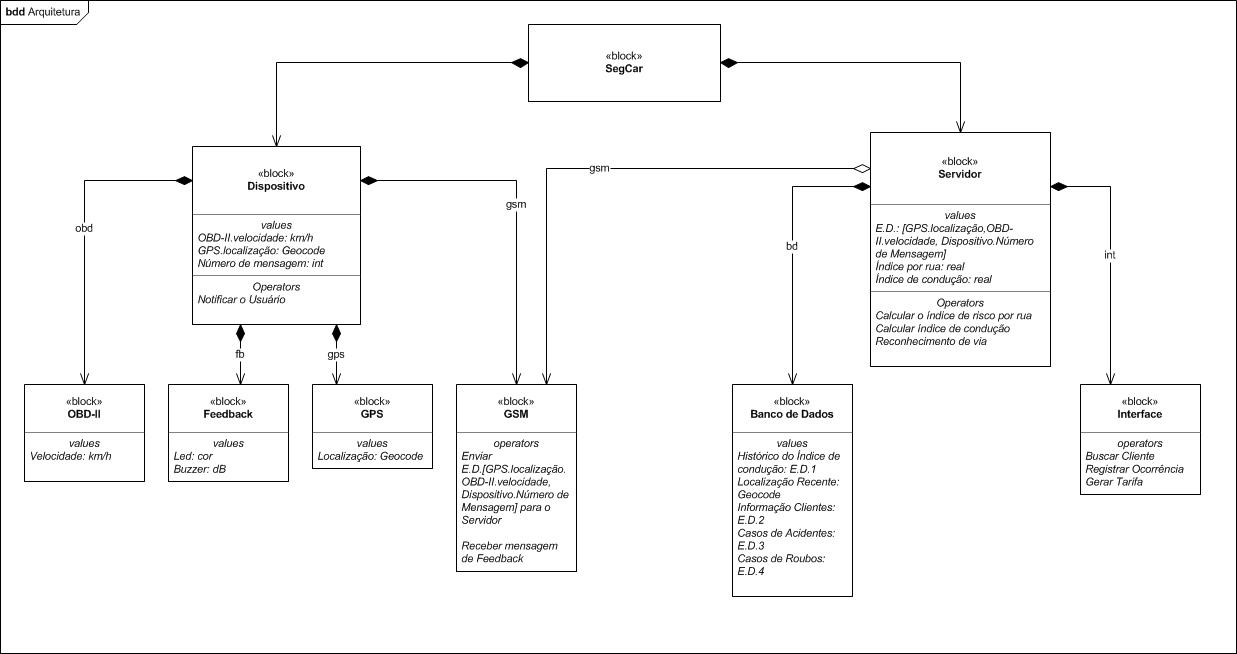 bdd Arquitetura
«block»
SegCar
«block»
Dispositivo
values
OBD-II.velocidade: km/h
GPS.localização: Geocode
Número de mensagem: int
Operators
Notificar o Usuário
«block»
Servidor
values
E.D.: [GPS.localização,OBD-
II.velocidade, Dispositivo.Número
de Mensagem]
Índice por rua: real
Índice de condução: real
Operators
Calcular o índice de risco por rua
Calcular índice de condução
Reconhecimento de via
obd
fb
gps
gsm
gsm
bd
int
«block»
OBD-II
values
Velocidade: km/h
«block»
Feedback
values
Led: cor
Buzzer: dB
«block»
GPS
values
Localização: Geocode
«block»
GSM
operators
Enviar
E.D.[GPS.localização.
OBD-II.velocidade,
Dispositivo.Número de
Mensagem] para o
Servidor
Receber mensagem
de Feedback
«block»
Banco de Dados
values
Histórico do Índice de
condução: E.D.1
Localização Recente:
Geocode
Informação Clientes:
E.D.2
Casos de Acidentes:
E.D.3
Casos de Roubos:
E.D.4
«block»
Interface
operators
Buscar Cliente
Registrar Ocorrência
Gerar Tarifa